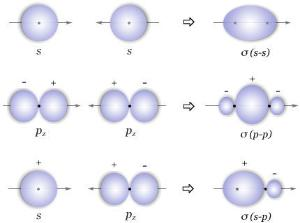 s s σ(s-s)
- + + - - + -
p_z p_z σ(p-p)
+ + - + -
s p_z σ(s-p)